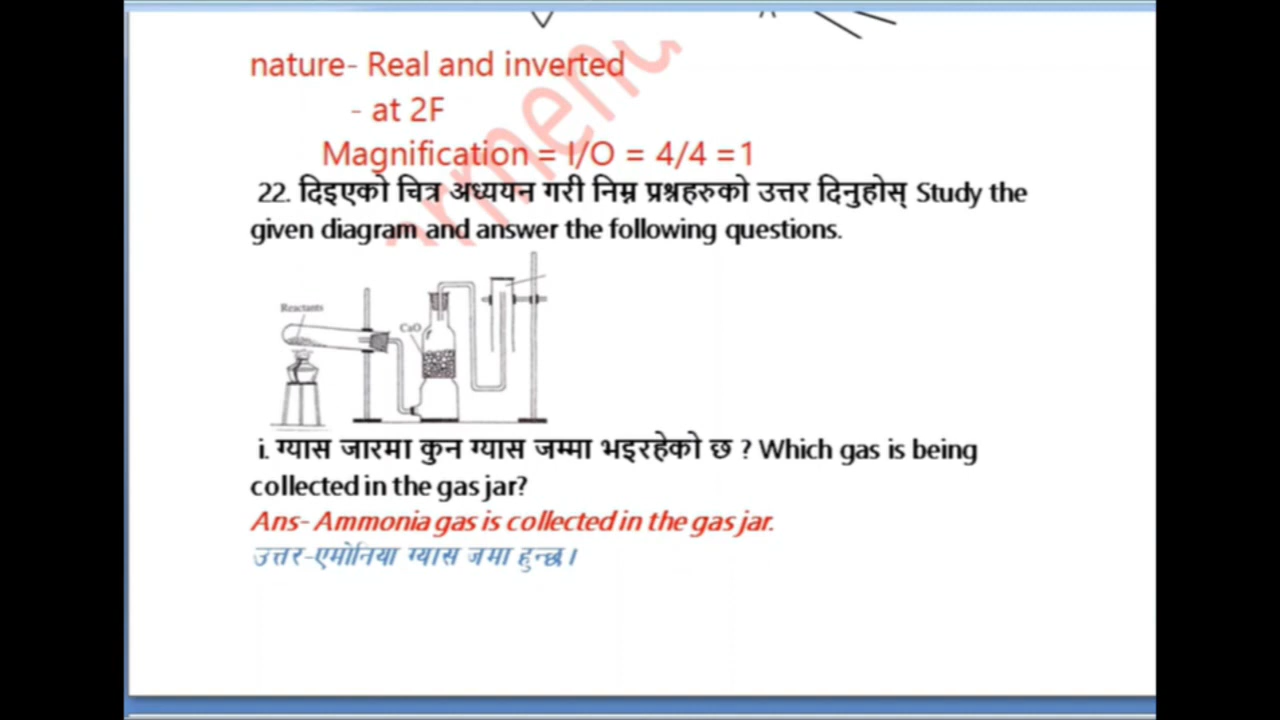 nature- Real and inverted
- at 2F
Magnification = I/O = 4/4 =1
22. दिइएको चित्र अध्ययन गरी निम्न प्रश्नहरुको उत्तर दिनुहोस् Study the
given diagram and answer the following questions.
Reactants
CaO
i. ग्यास जारमा कुन ग्यास जम्मा भइरहेको छ ? Which gas is being
collected in the gas jar?
Ans- Ammonia gas is collected in the gas jar.
उत्तर-एमोनिया ग्यास जमा हुन्छ।